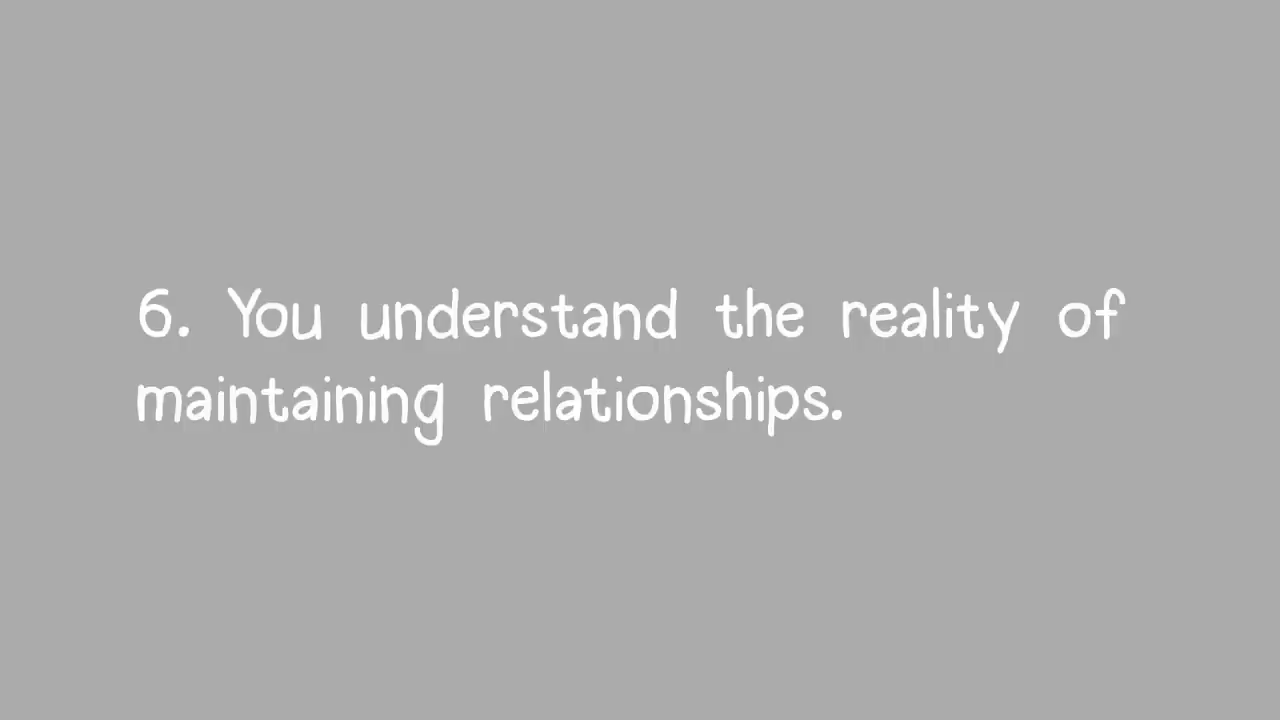 6. You understand the reality of
maintaining relationships.